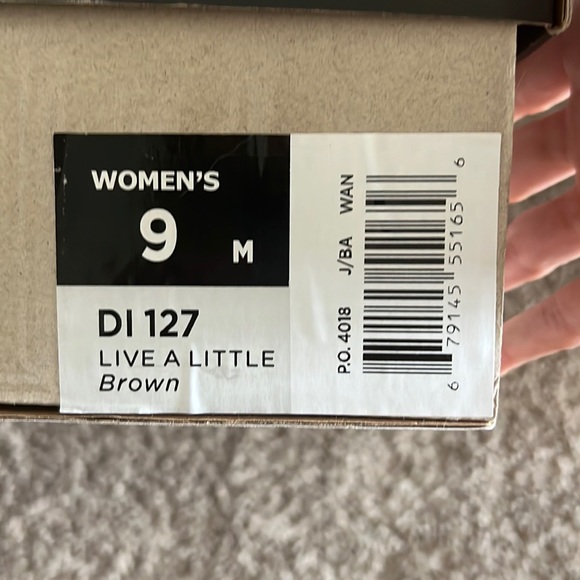 WOMEN'S
9 M
DI 127
LIVE A LITTLE
Brown
P.O. 4018 J/BA WAN
6 79145 55165 6